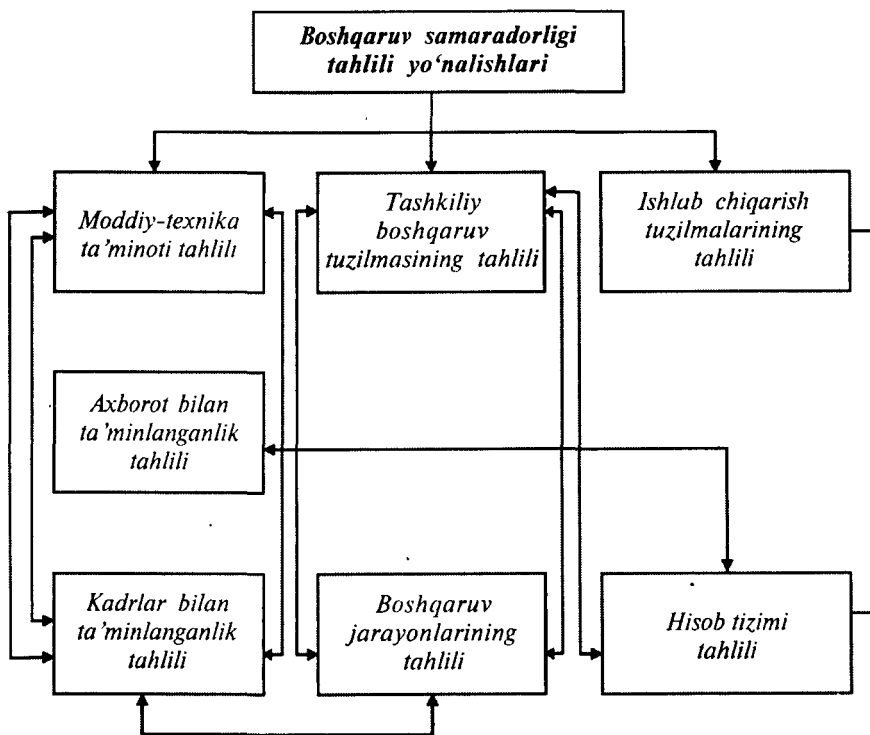 Boshqaruv samaradorligi
tahlili yo‘nalishlari
Moddiy-texnika
ta’minoti tahlili
Tashkiliy
boshqaruv
tuzilmasining tahlili
Ishlab chiqarish
tuzilmalarining
tahlili
Axborot bilan
ta’minlanganlik
tahlili
Kadrlar bilan
ta’minlanganlik
tahlili
Boshqaruv
jarayonlarining
tahlili
Hisob tizimi
tahlili